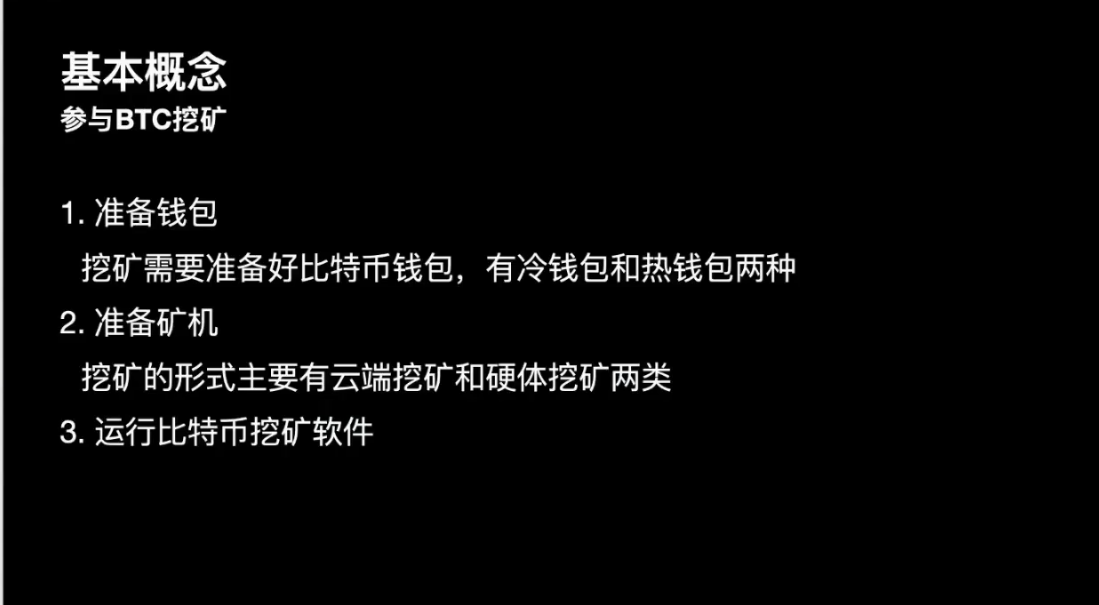 基本概念
参与BTC挖矿
1. 准备钱包
挖矿需要准备好比特币钱包，有冷钱包和热钱包两种
2. 准备矿机
挖矿的形式主要有云端挖矿和硬体挖矿两类
3. 运行比特币挖矿软件